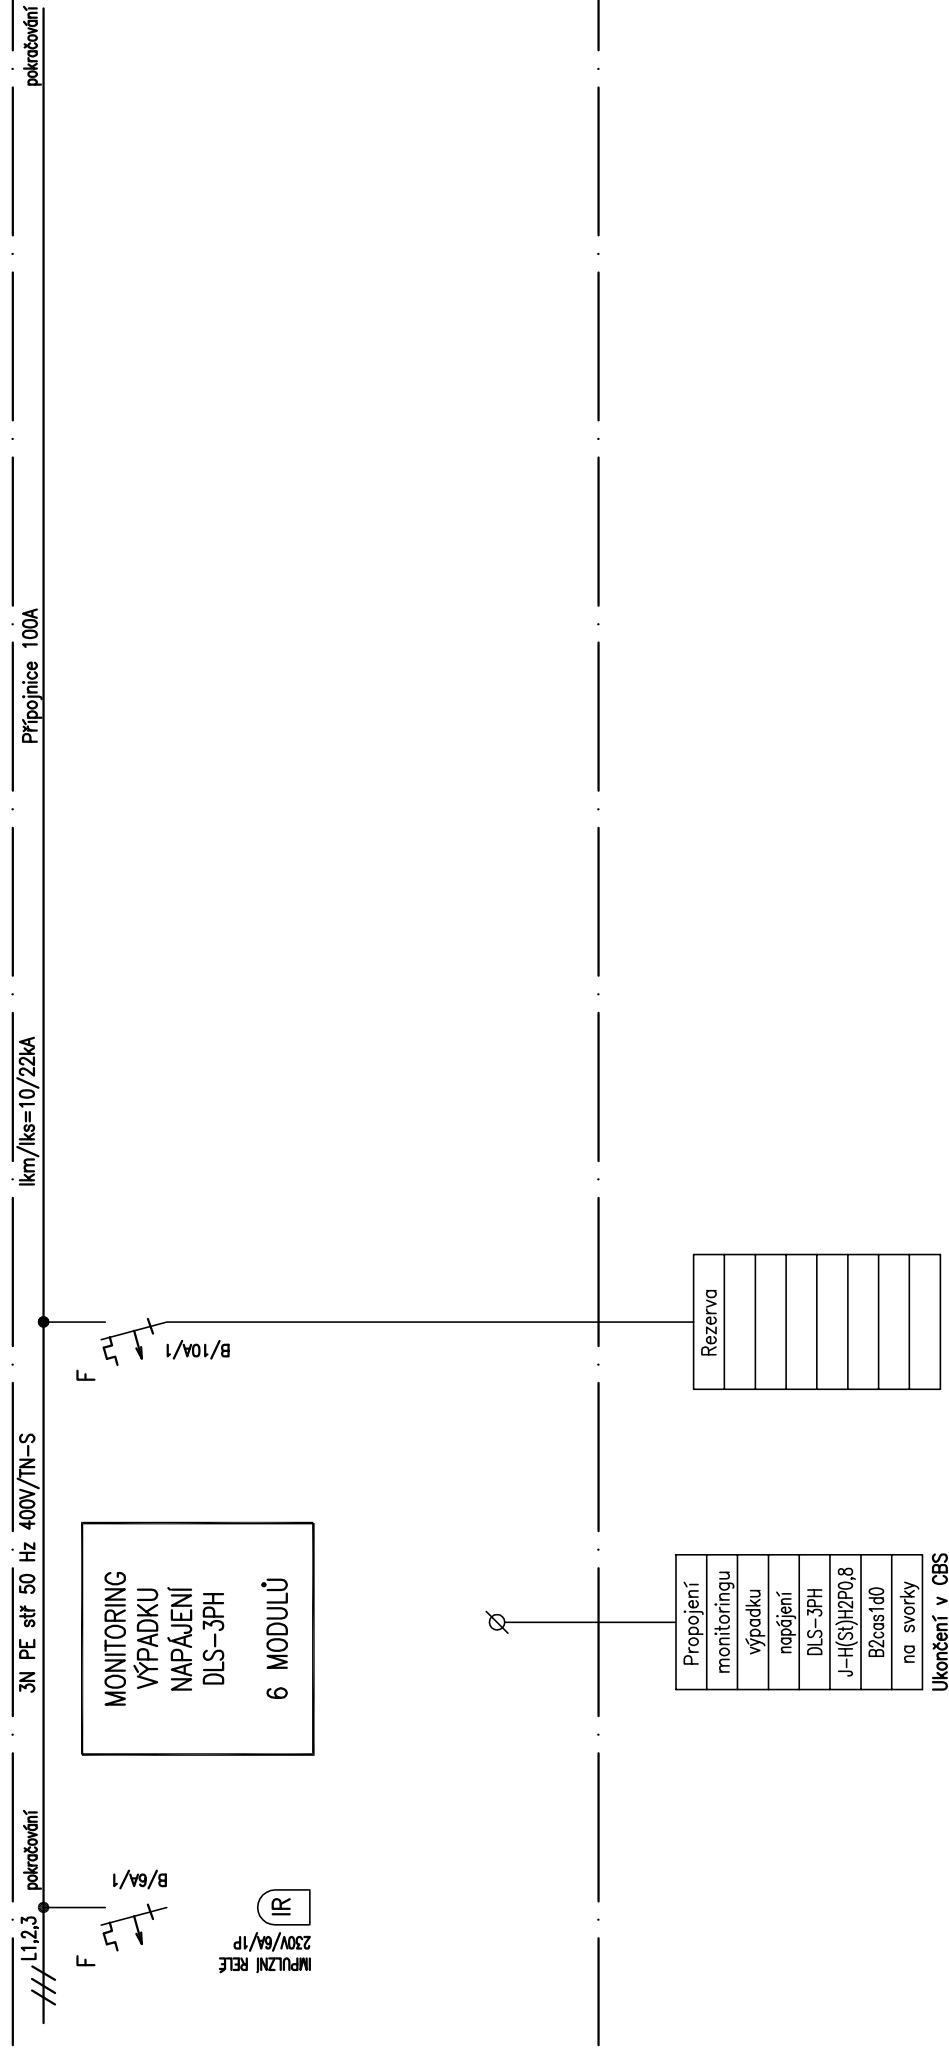 L1,2,3
pokračování
3N PE stř 50 Hz 400V/TN-S
Ikm/Iks=10/22kA
Přípojnice 100A
pokračování
F
B/6A/1
IMPULZNÍ RELÉ
230V/6A/1P
IR
MONITORING
VÝPADKU
NAPÁJENÍ
DLS-3PH
6 MODULŮ
F
B/10A/1
Propojení
monitoringu
výpadku
napájení
DLS-3PH
J-H(St)H2P0,8
B2cas1d0
na svorky
Ukončení v CBS
Rezerva